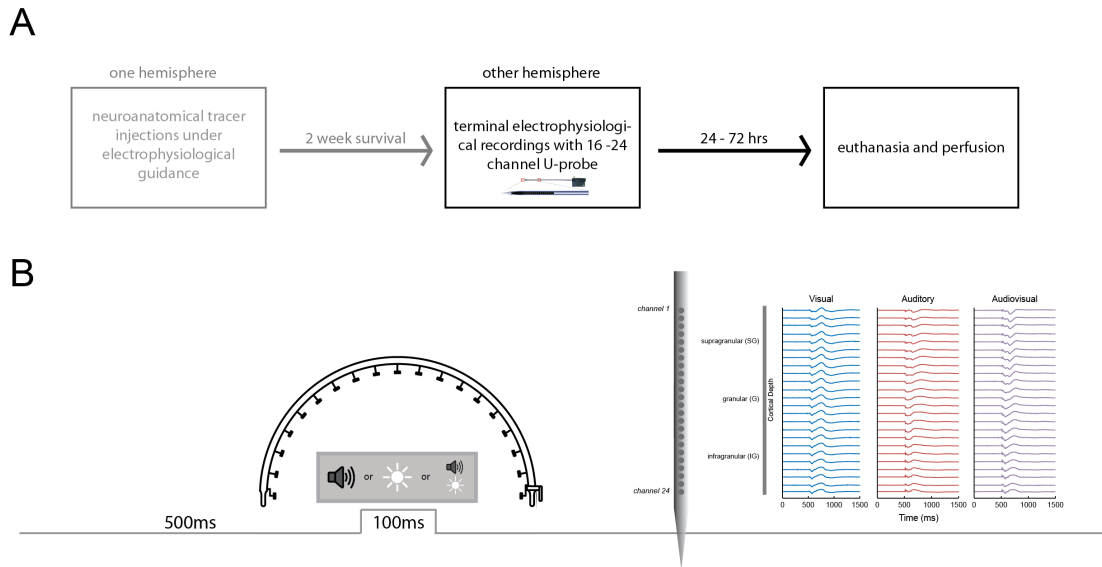 A
one hemisphere
neuroanatomical tracer
injections under
electrophysiological
guidance
2 week survival
other hemisphere
terminal electrophysiologi-
cal recordings with 16 -24
channel U-probe
24 - 72 hrs
euthanasia and perfusion
B
500ms
or
or
100ms
channel 1
channel 24
supragranular (SG)
granular (G)
infragranular (IG)
Cortical Depth
Visual
Auditory
Audiovisual
0 500 1000 1500
0 500 1000 1500
0 500 1000 1500
Time (ms)